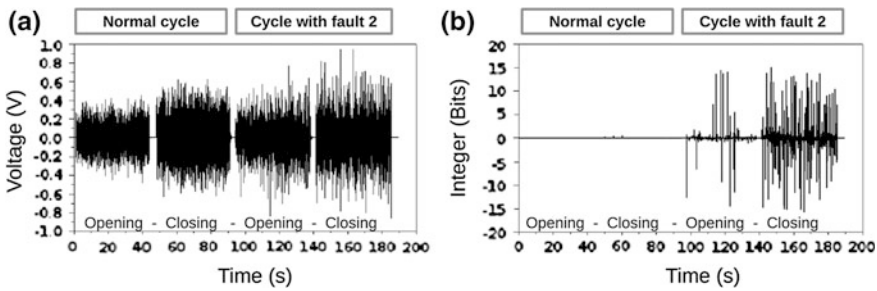 (a)
Normal cycle
Cycle with fault 2
Voltage (V)
1.0
0.8
0.6
0.4
0.2
0.0
-0.2
-0.4
-0.6
-0.8
-1.0
Opening - Closing - Opening - Closing
0 20 40 60 80 100 120 140 160 180 200
Time (s)
(b)
Normal cycle
Cycle with fault 2
Integer (Bits)
20
15
10
5
0
-5
-10
-15
-20
Opening - Closing - Opening - Closing
0 20 40 60 80 100 120 140 160 180 200
Time (s)